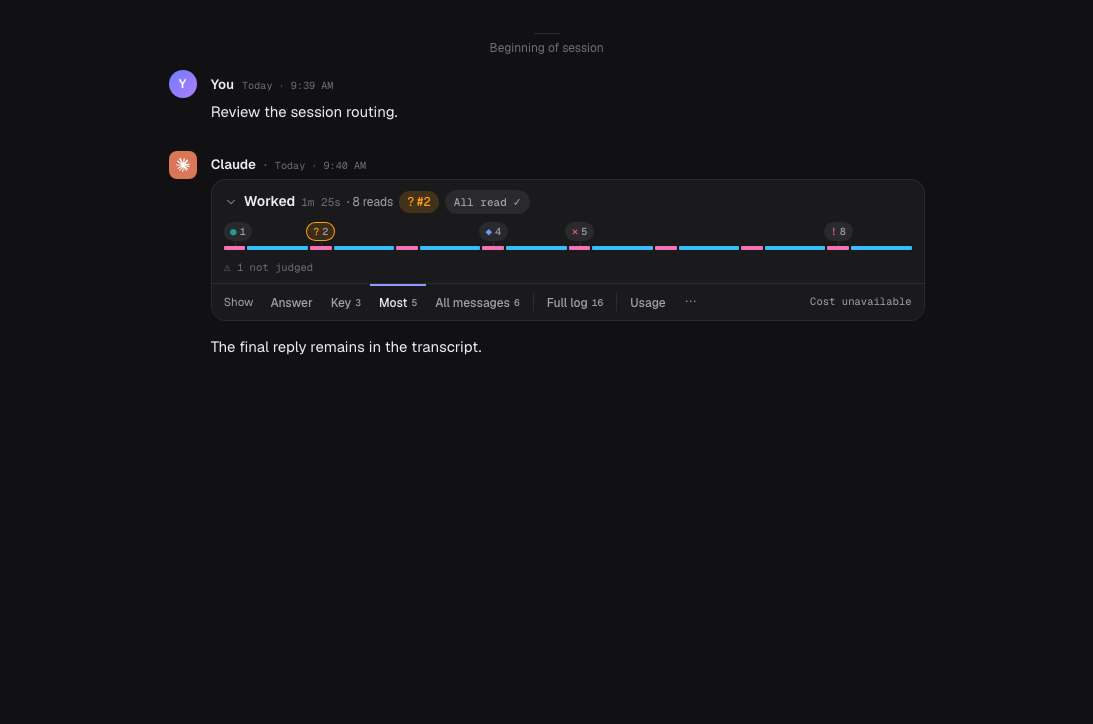 Beginning of session
Y You Today · 9:39 AM
Review the session routing.
Claude · Today · 9:40 AM
Worked 1m 25s · 8 reads ? #2 All read ✓
1 ? 2 ◆ 4 × 5 ! 8
⚠ 1 not judged
Show Answer Key 3 Most 5 All messages 6 Full log 16 Usage ··· Cost unavailable
The final reply remains in the transcript.